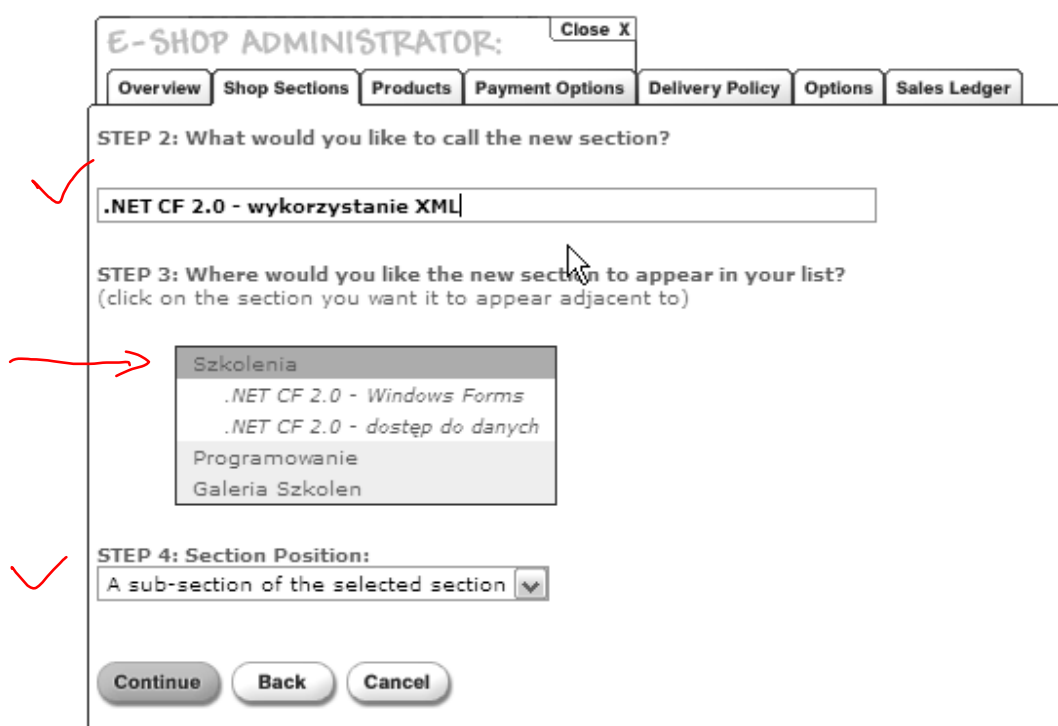 Close X
E-SHOP ADMINISTRATOR:
Overview Shop Sections Products Payment Options Delivery Policy Options Sales Ledger
STEP 2: What would you like to call the new section?
.NET CF 2.0 - wykorzystanie XML
STEP 3: Where would you like the new section to appear in your list?
(click on the section you want it to appear adjacent to)
Szkolenia
.NET CF 2.0 - Windows Forms
.NET CF 2.0 - dostęp do danych
Programowanie
Galeria Szkolen
STEP 4: Section Position:
A sub-section of the selected section
Continue Back Cancel